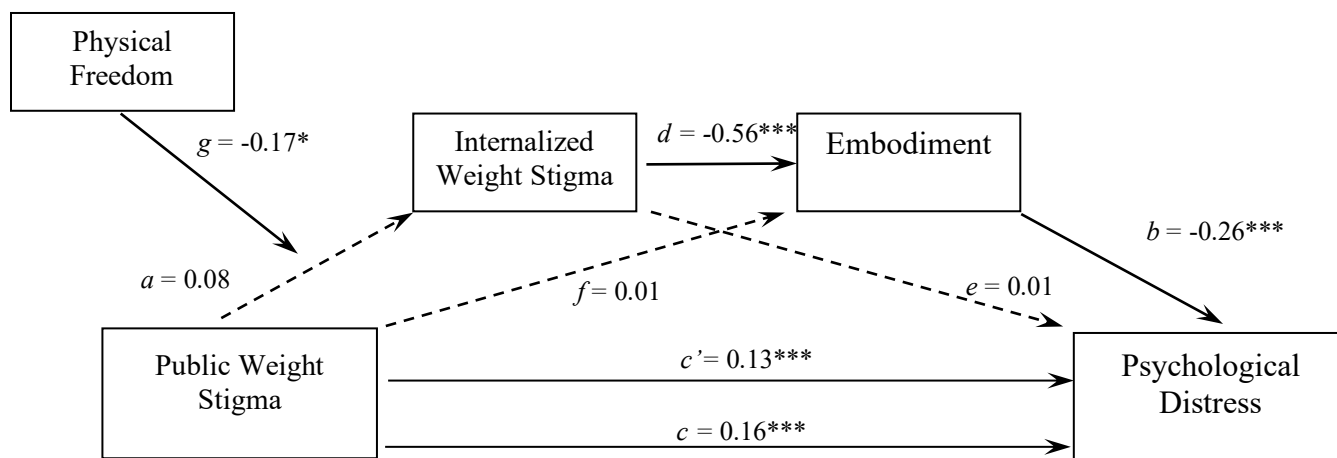 Physical
Freedom
g = -0.17*
Internalized
Weight Stigma
d = -0.56***
Embodiment
b = -0.26***
a = 0.08
f = 0.01
e = 0.01
Public Weight
Stigma
c’= 0.13***
c = 0.16***
Psychological
Distress